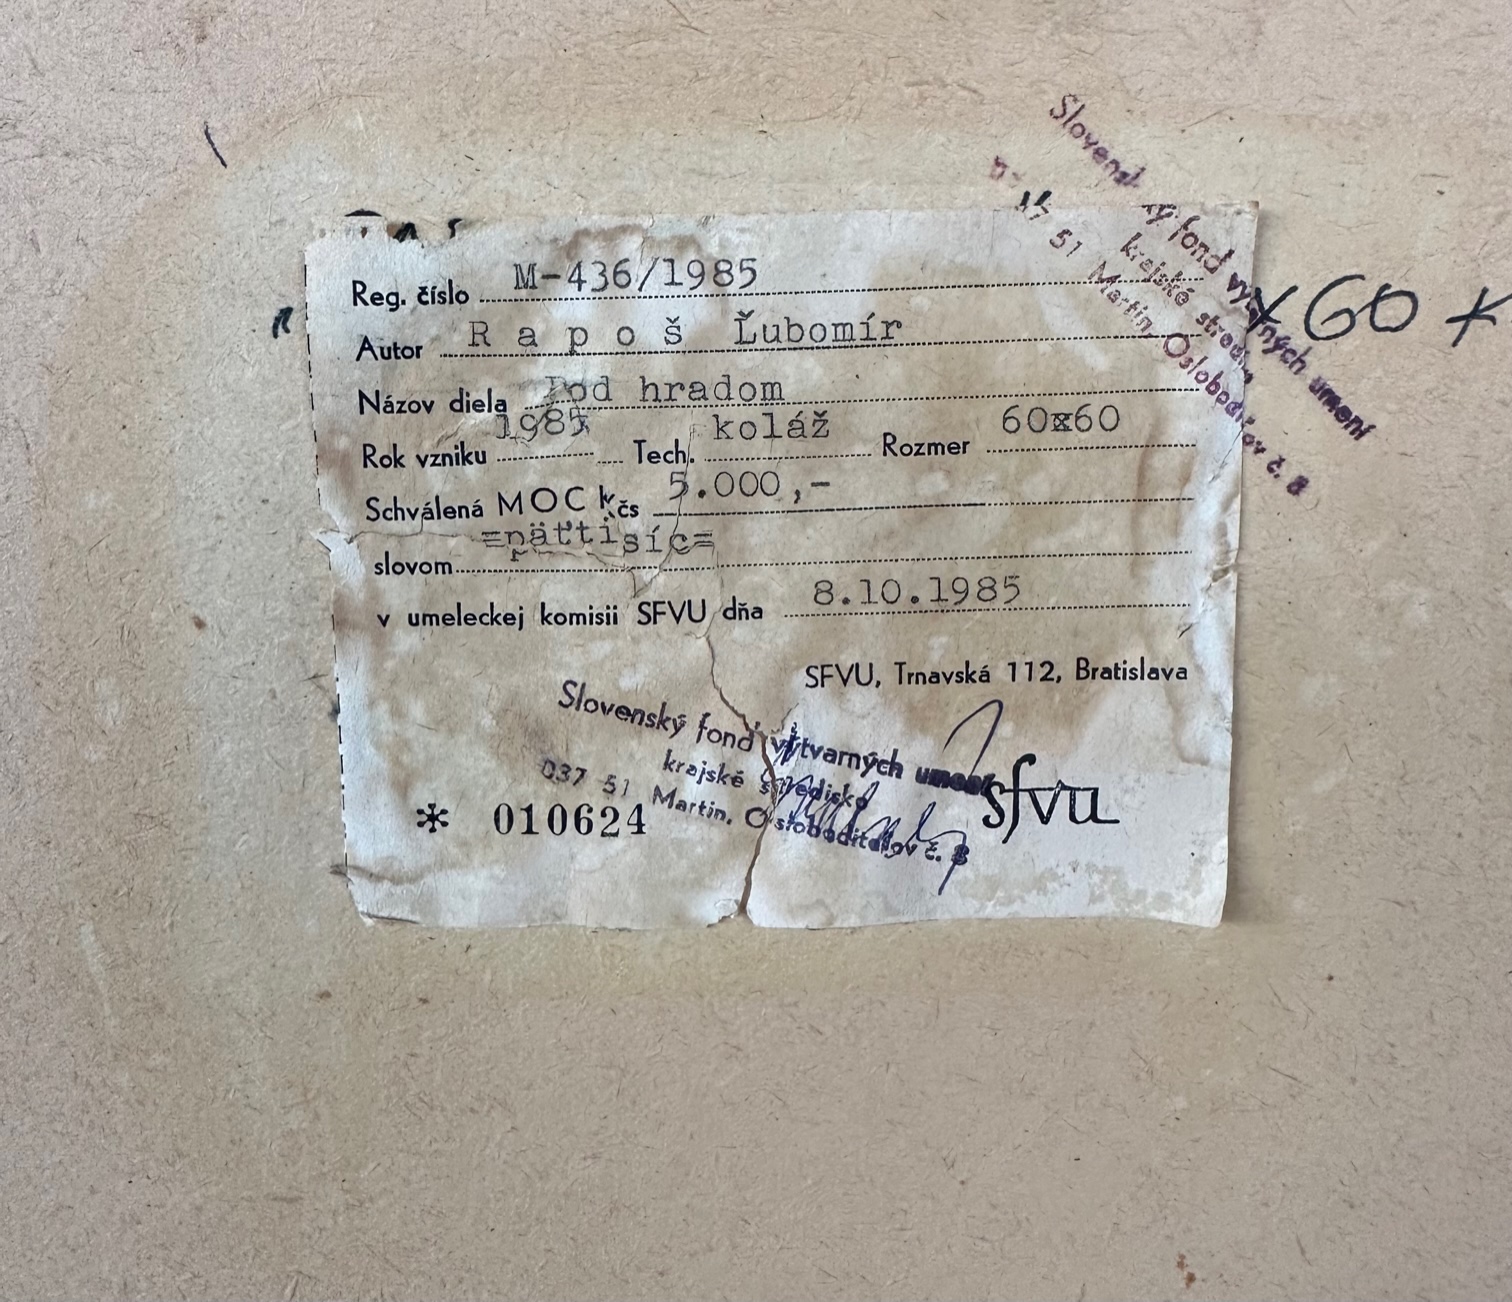 Slovenský fond výtvarných umení
krajské stredisko
51 Martin, Osloboditeľov č. 8
60
Reg. číslo M-436/1985
Autor Rapoš Ľubomír
Názov diela Pod hradom
Rok vzniku 1985 Tech. koláž Rozmer 60x60
Schválená MOC Kčs 5.000,-
slovom =päťtisíc=
v umeleckej komisii SFVU dňa 8.10.1985
SFVU, Trnavská 112, Bratislava
Slovenský fond výtvarných umení
krajské stredisko
037 51 Martin, Osloboditeľov č. 8
* 010624
sfvu